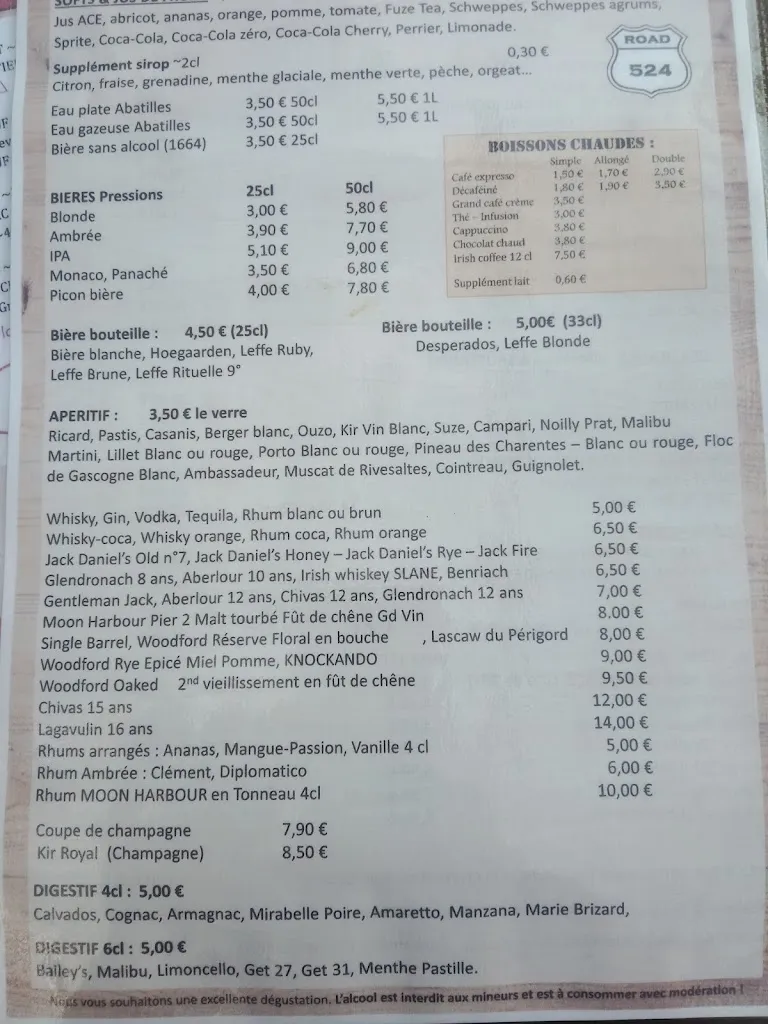 SOFTS & JUS DE
Jus ACE, abricot, ananas, orange, pomme, tomate, Fuze Tea, Schweppes, Schweppes agrums,
Sprite, Coca-Cola, Coca-Cola zéro, Coca-Cola Cherry, Perrier, Limonade.
Supplément sirop ~2cl 0,30 €
Citron, fraise, grenadine, menthe glaciale, menthe verte, pèche, orgeat...
ROAD
524
Eau plate Abatilles 3,50 € 50cl 5,50 € 1L
Eau gazeuse Abatilles 3,50 € 50cl 5,50 € 1L
Bière sans alcool (1664) 3,50 € 25cl
BOISSONS CHAUDES :
Simple Allongé Double
Café expresso 1,50 € 1,70 € 2,90 €
Décaféiné 1,80 € 1,90 € 3,50 €
Grand café crème 3,50 €
Thé - Infusion 3,00 €
Cappuccino 3,80 €
Chocolat chaud 3,80 €
Irish coffee 12 cl 7,50 €
Supplément lait 0,60 €
BIERES Pressions 25cl 50cl
Blonde 3,00 € 5,80 €
Ambrée 3,90 € 7,70 €
IPA 5,10 € 9,00 €
Monaco, Panaché 3,50 € 6,80 €
Picon bière 4,00 € 7,80 €
Bière bouteille : 4,50 € (25cl)
Bière blanche, Hoegaarden, Leffe Ruby,
Leffe Brune, Leffe Rituelle 9°
Bière bouteille : 5,00€ (33cl)
Desperados, Leffe Blonde
APERITIF : 3,50 € le verre
Ricard, Pastis, Casanis, Berger blanc, Ouzo, Kir Vin Blanc, Suze, Campari, Noilly Prat, Malibu
Martini, Lillet Blanc ou rouge, Porto Blanc ou rouge, Pineau des Charentes – Blanc ou rouge, Floc
de Gascogne Blanc, Ambassadeur, Muscat de Rivesaltes, Cointreau, Guignolet.
Whisky, Gin, Vodka, Tequila, Rhum blanc ou brun 5,00 €
Whisky-coca, Whisky orange, Rhum coca, Rhum orange 6,50 €
Jack Daniel's Old n°7, Jack Daniel's Honey – Jack Daniel's Rye – Jack Fire 6,50 €
Glendronach 8 ans, Aberlour 10 ans, Irish whiskey SLANE, Benriach 6,50 €
Gentleman Jack, Aberlour 12 ans, Chivas 12 ans, Glendronach 12 ans 7,00 €
Moon Harbour Pier 2 Malt tourbé Fût de chêne Gd Vin 8.00 €
Single Barrel, Woodford Réserve Floral en bouche , Lascaw du Périgord 8,00 €
Woodford Rye Epicé Miel Pomme, KNOCKANDO 9,00 €
Woodford Oaked 2nd vieillissement en fût de chêne 9,50 €
Chivas 15 ans 12,00 €
Lagavulin 16 ans 14,00 €
Rhums arrangés : Ananas, Mangue-Passion, Vanille 4 cl 5,00 €
Rhum Ambrée : Clément, Diplomatico 6,00 €
Rhum MOON HARBOUR en Tonneau 4cl 10,00 €
Coupe de champagne 7,90 €
Kir Royal (Champagne) 8,50 €
DIGESTIF 4cl : 5,00 €
Calvados, Cognac, Armagnac, Mirabelle Poire, Amaretto, Manzana, Marie Brizard,
DIGESTIF 6cl : 5,00 €
Bailey's, Malibu, Limoncello, Get 27, Get 31, Menthe Pastille.
Nous vous souhaitons une excellente dégustation. L'alcool est interdit aux mineurs et est à consommer avec modération !